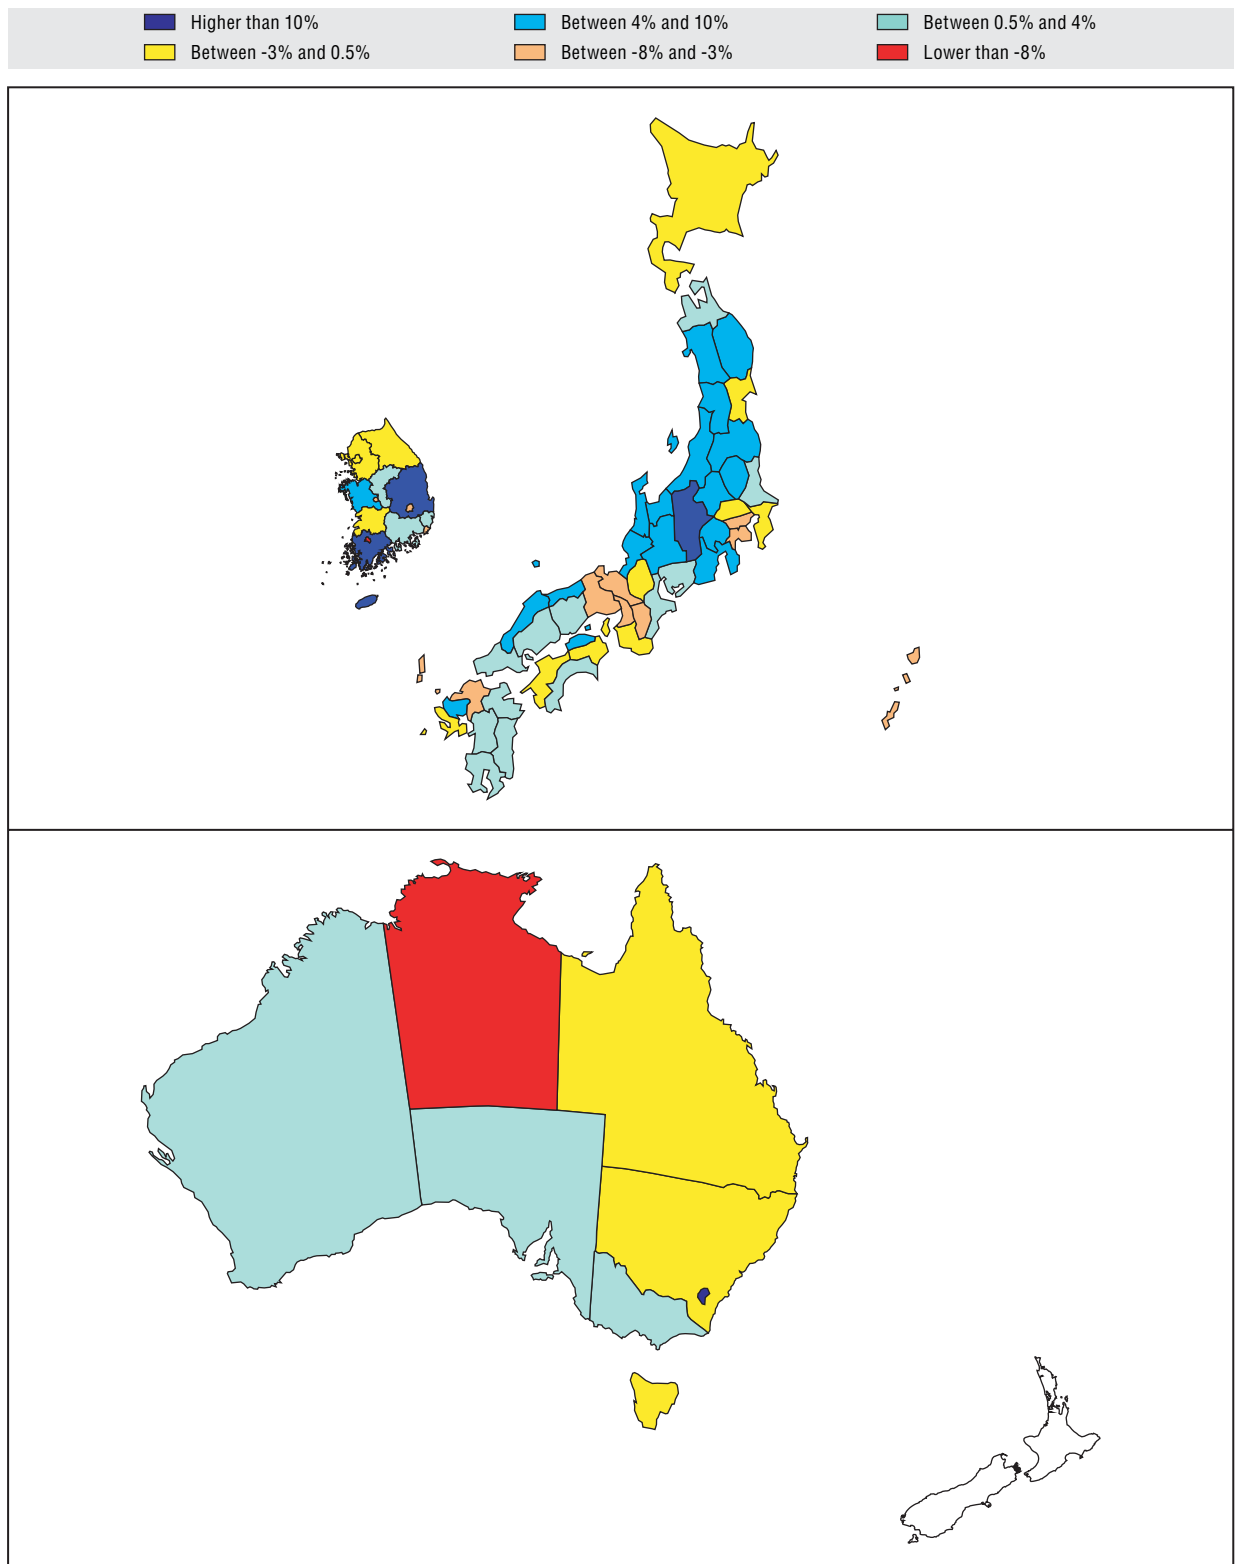 Higher than 10% Between 4% and 10% Between 0.5% and 4%
Between -3% and 0.5% Between -8% and -3% Lower than -8%